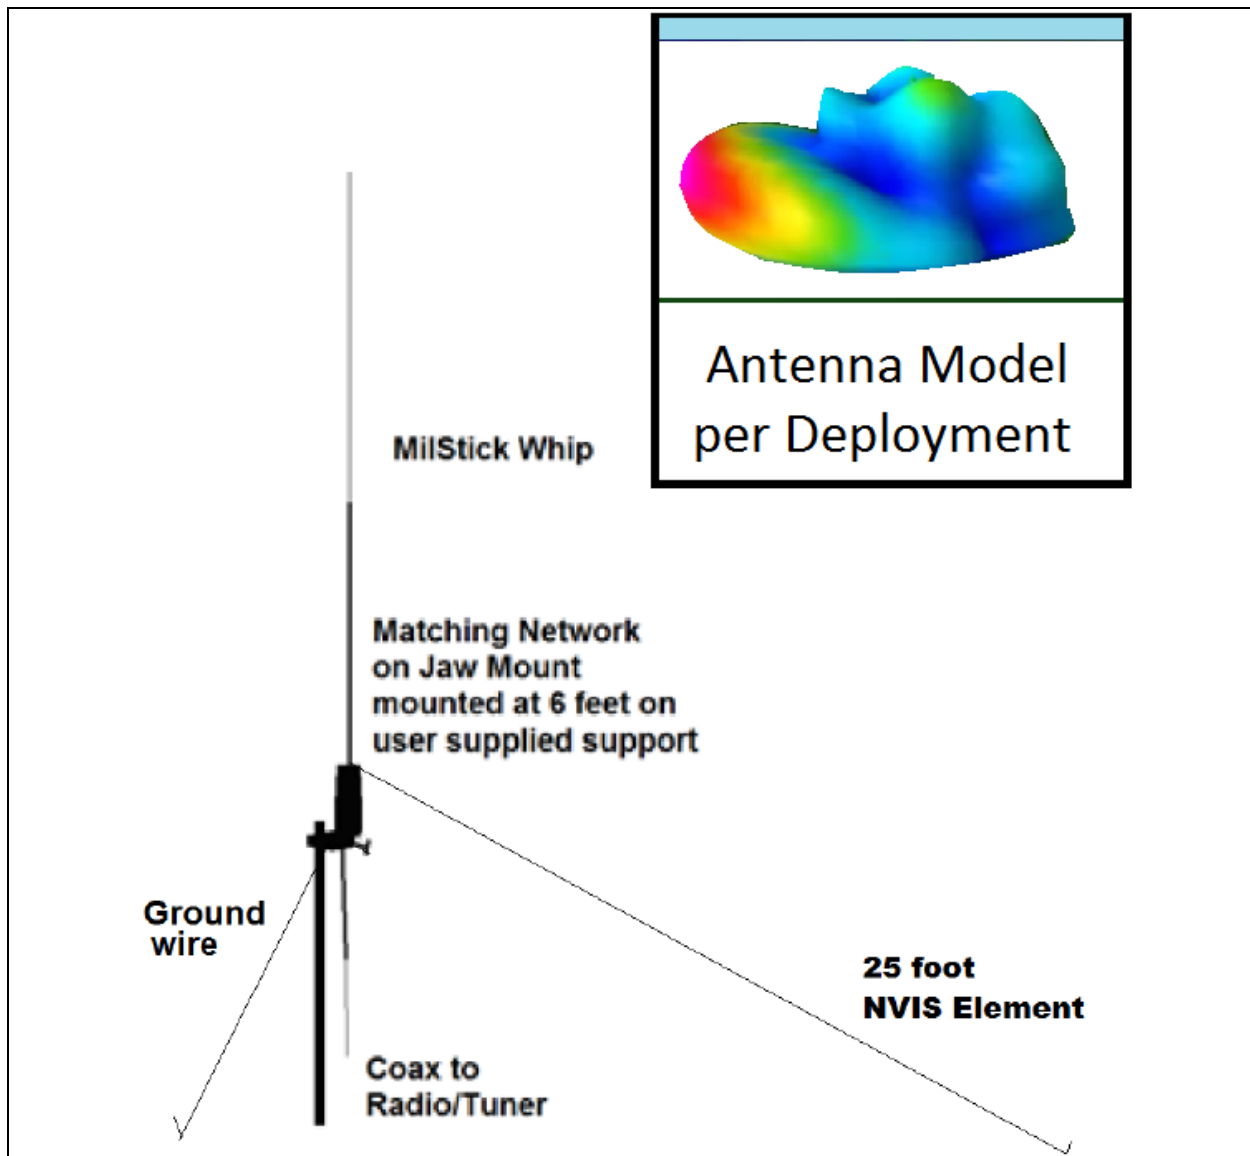 Antenna Model
per Deployment
MilStick Whip
Matching Network
on Jaw Mount
mounted at 6 feet on
user supplied support
Ground
wire
25 foot
NVIS Element
Coax to
Radio/Tuner